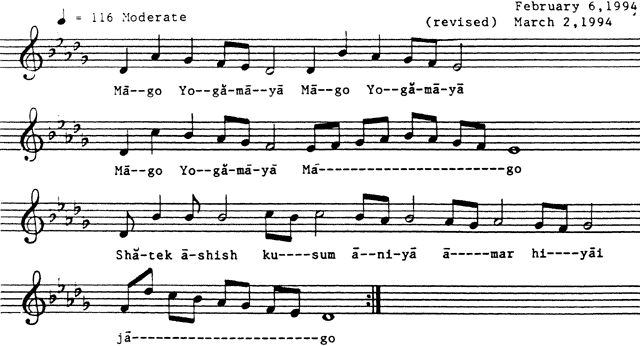 February 6,1994
♩ = 116 Moderate
(revised) March 2,1994
Mā--go Yo--gă-mā--yā Mā--go Yo--gă-mā-yā
Mā--go Yo--gă-mā-yā Mā-----------------------go
Shă-tek ā-shish ku----sum ā--ni-yā ā-----mar hi----yāi
jā-----------------------go